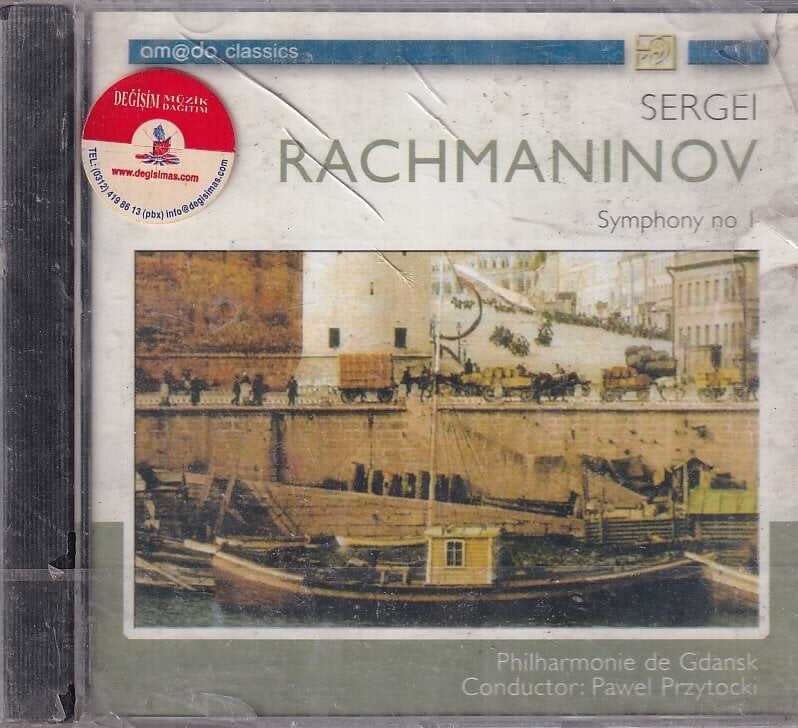 am@do classics
SERGEI
RACHMANINOV
Symphony no 1
DEĞİŞİM MÜZİK
DAĞITIM
www.degisimas.com
TEL: (0312) 419 86 13 (pbx) info@degisimas.com
Philharmonie de Gdansk
Conductor: Pawel Przytocki